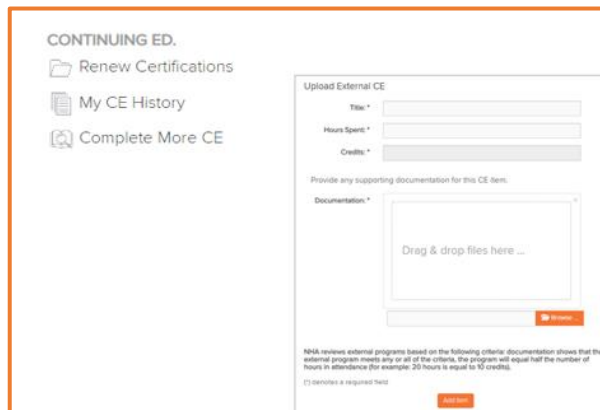 CONTINUING ED.
Renew Certifications
My CE History
Complete More CE
Upload External CE
Title: *
Hours Spent: *
Credits: *
Provide any supporting documentation for this CE item.
Documentation: *
Drag & drop files here ...
Browse ...
NHA reviews external programs based on the following criteria: documentation shows that the
external program meets any or all of the criteria, the program will equal half the number of
hours in attendance (for example: 20 hours is equal to 10 credits).
(*) denotes a required field
Add Item